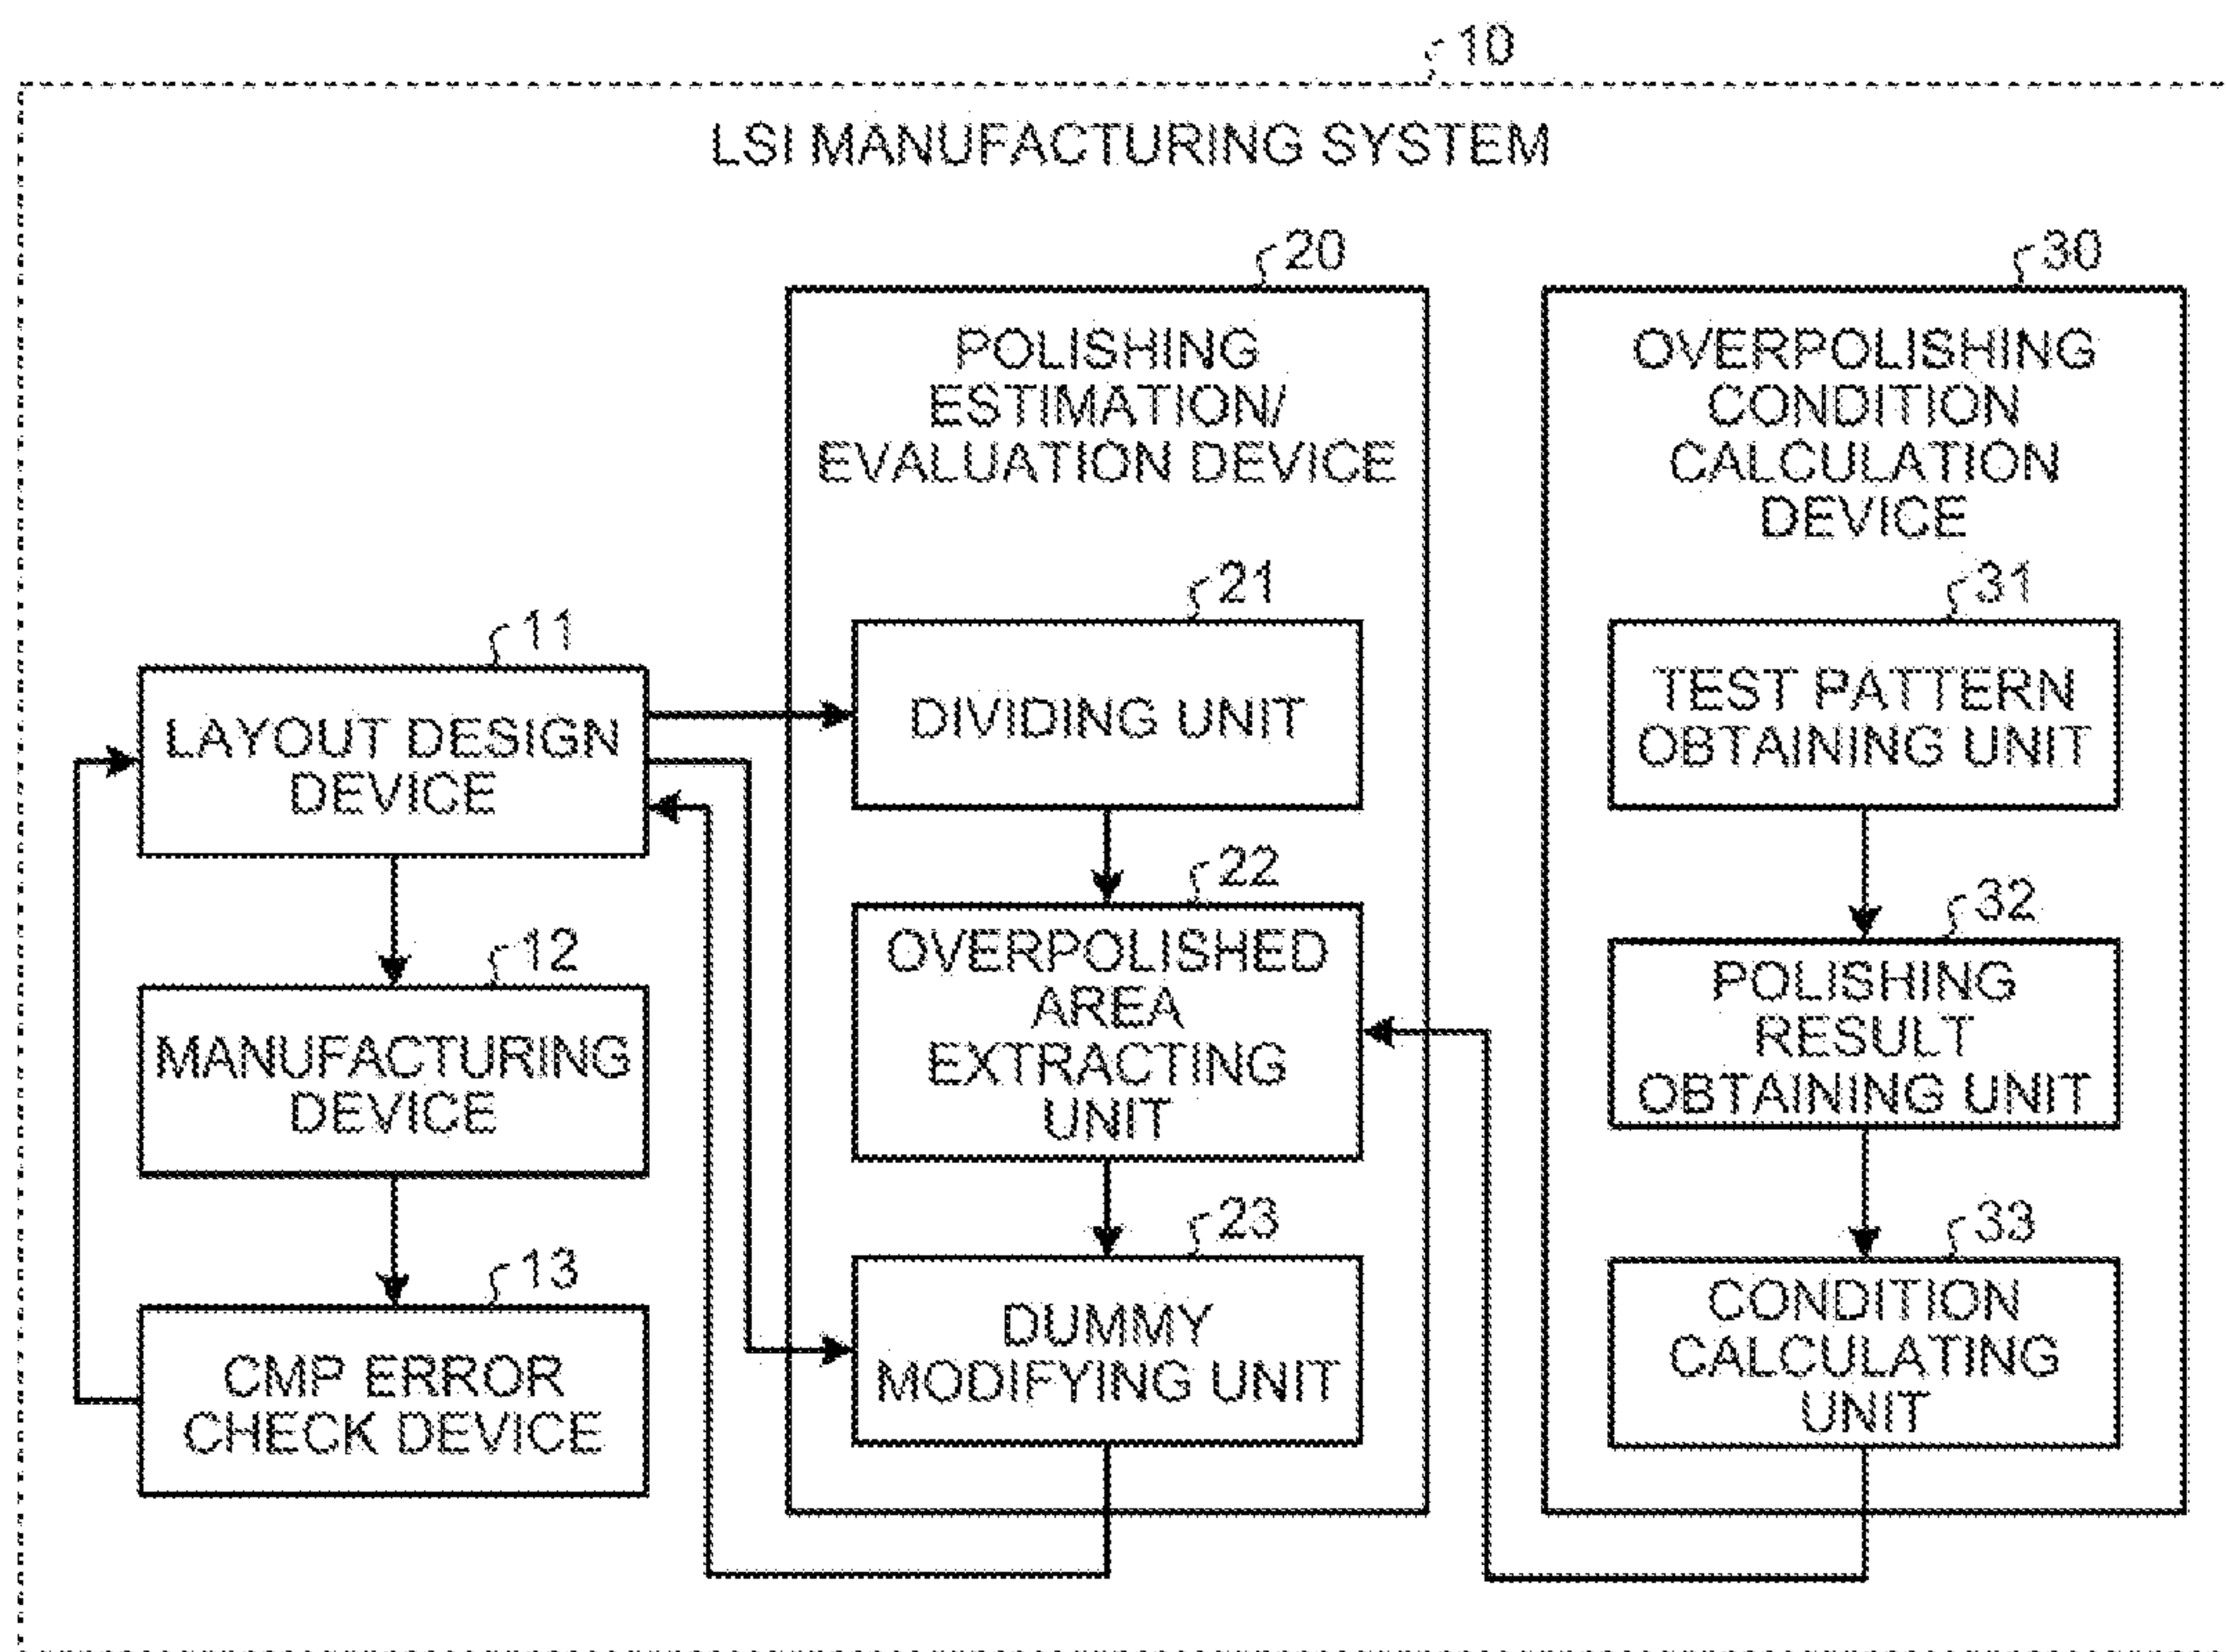 10
LSI MANUFACTURING SYSTEM
20
POLISHING
ESTIMATION/
EVALUATION DEVICE
30
OVERPOLISHING
CONDITION
CALCULATION
DEVICE
11
LAYOUT DESIGN
DEVICE
12
MANUFACTURING
DEVICE
13
CMP ERROR
CHECK DEVICE
21
DIVIDING UNIT
22
OVERPOLISHED
AREA
EXTRACTING
UNIT
23
DUMMY
MODIFYING UNIT
31
TEST PATTERN
OBTAINING UNIT
32
POLISHING
RESULT
OBTAINING UNIT
33
CONDITION
CALCULATING
UNIT